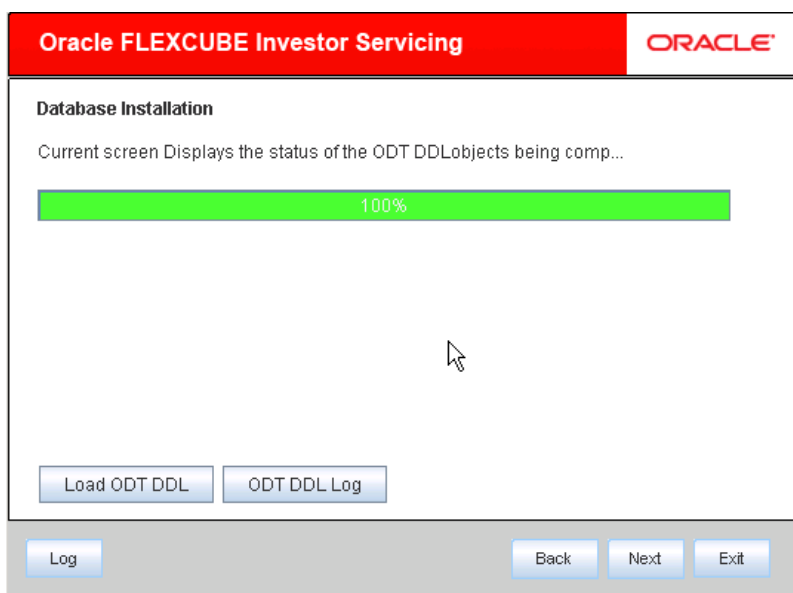 Oracle FLEXCUBE Investor Servicing
ORACLE
Database Installation
Current screen Displays the status of the ODT DDLobjects being comp...
100%
Load ODT DDL
ODT DDL Log
Log
Back
Next
Exit